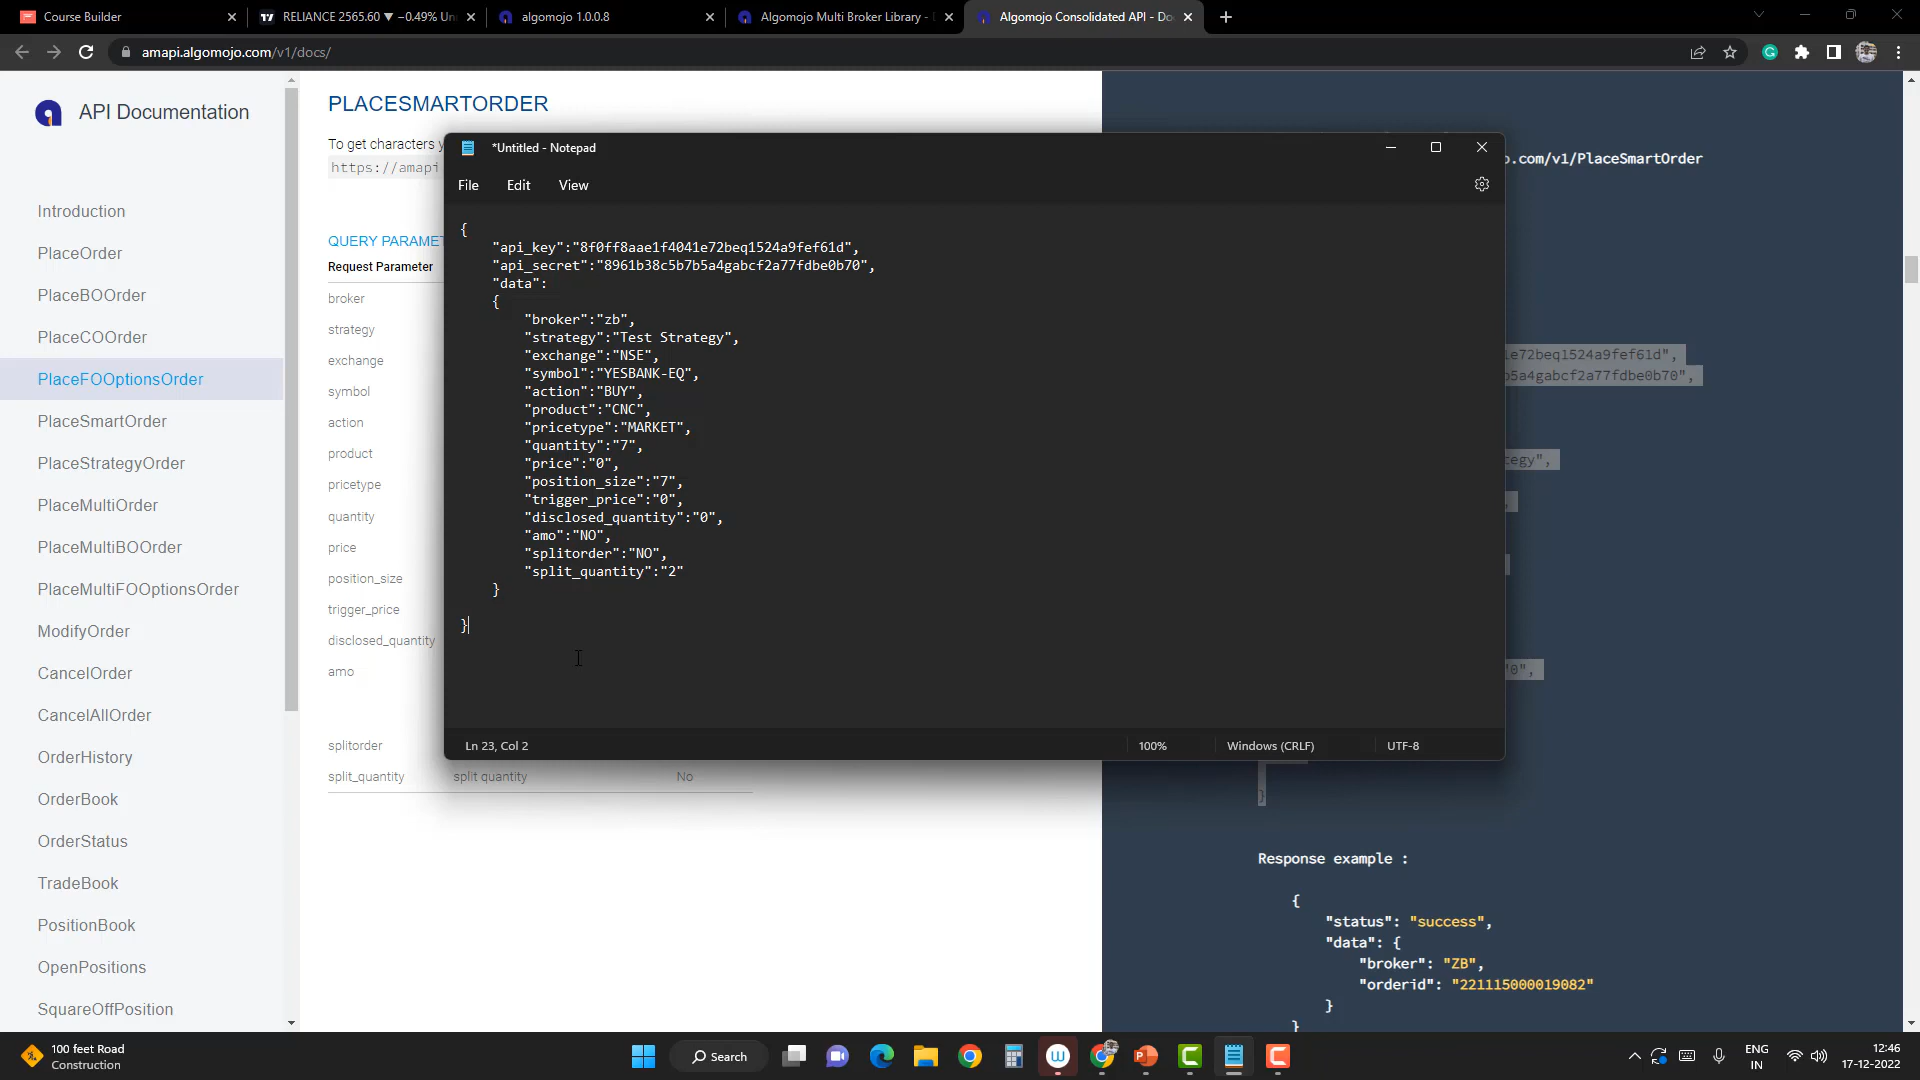 Course Builder
RELIANCE 2565.60 ▼ −0.49% Un
algomojo 1.0.0.8
Algomojo Multi Broker Library -
Algomojo Consolidated API - Do
amapi.algomojo.com/v1/docs/
API Documentation
Introduction
PlaceOrder
PlaceBOOrder
PlaceCOOrder
PlaceFOOptionsOrder
PlaceSmartOrder
PlaceStrategyOrder
PlaceMultiOrder
PlaceMultiBOOrder
PlaceMultiFOOptionsOrder
ModifyOrder
CancelOrder
CancelAllOrder
OrderHistory
OrderBook
OrderStatus
TradeBook
PositionBook
OpenPositions
SquareOffPosition
PLACESMARTORDER
To get characters y
https://amapi
QUERY PARAMET
Request Parameter
broker
strategy
exchange
symbol
action
product
pricetype
quantity
price
position_size
trigger_price
disclosed_quantity
amo
splitorder
split_quantity split quantity No
*Untitled - Notepad
File Edit View
{
"api_key":"8f0ff8aae1f4041e72beq1524a9fef61d",
"api_secret":"8961b38c5b7b5a4gabcf2a77fdbe0b70",
"data":
{
"broker":"zb",
"strategy":"Test Strategy",
"exchange":"NSE",
"symbol":"YESBANK-EQ",
"action":"BUY",
"product":"CNC",
"pricetype":"MARKET",
"quantity":"7",
"price":"0",
"position_size":"7",
"trigger_price":"0",
"disclosed_quantity":"0",
"amo":"NO",
"splitorder":"NO",
"split_quantity":"2"
}
}
Ln 23, Col 2 100% Windows (CRLF) UTF-8
o.com/v1/PlaceSmartOrder
1e72beq1524a9fef61d",
b5a4gabcf2a77fdbe0b70",
tegy",
"0",
}
Response example :
{
"status": "success",
"data": {
"broker": "ZB",
"orderid": "221115000019082"
}
}
100 feet Road
Construction
Search
ENG
IN
12:46
17-12-2022